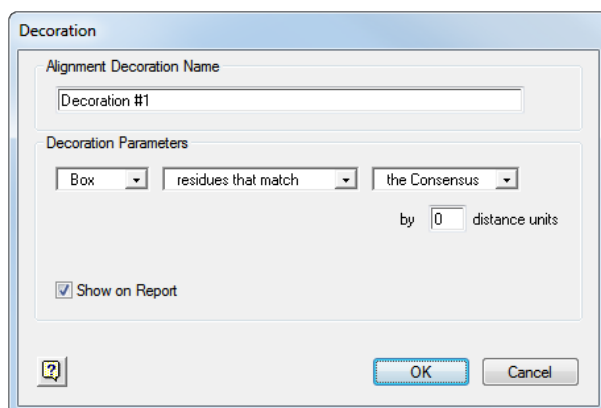 Decoration
Alignment Decoration Name
Decoration #1
Decoration Parameters
Box residues that match the Consensus
by 0 distance units
Show on Report
? OK Cancel